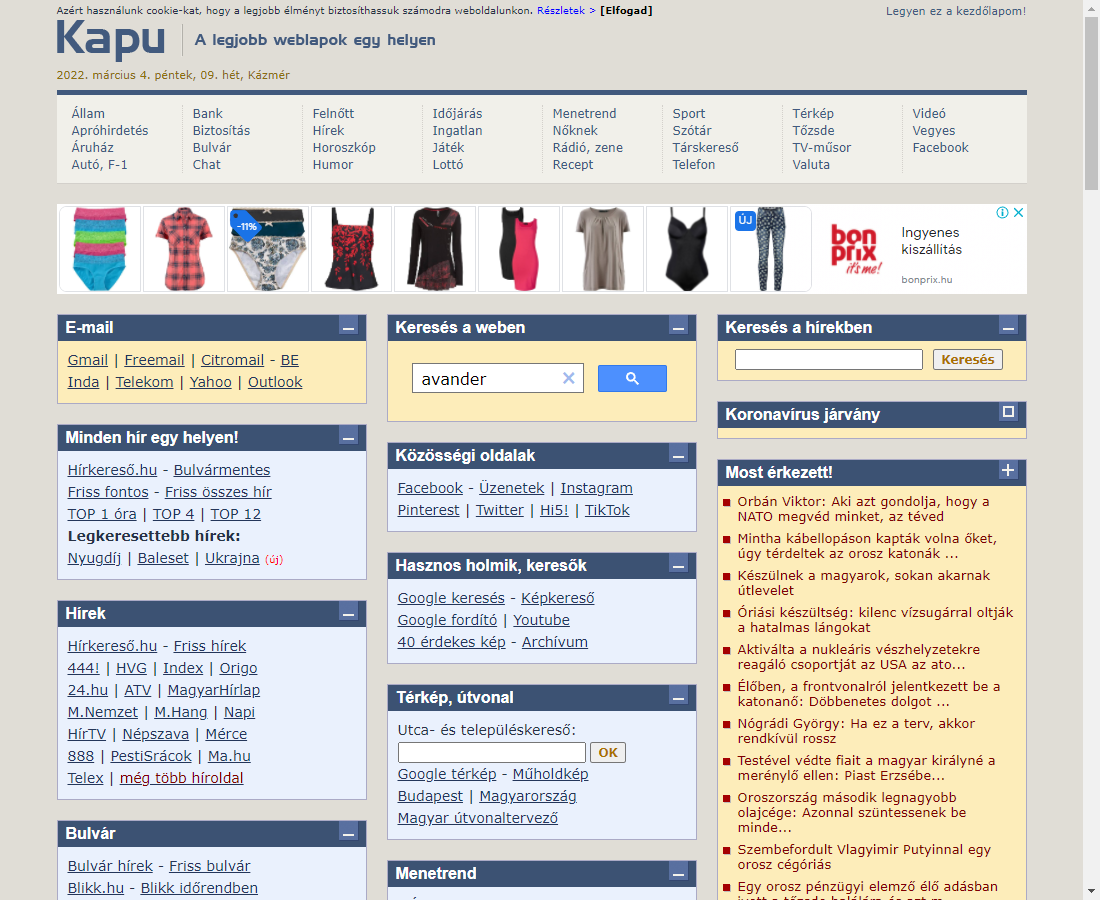 Azért használunk cookie-kat, hogy a legjobb élményt biztosíthassuk számodra weboldalunkon. Részletek > [Elfogad]
Legyen ez a kezdőlapom!
Kapu
A legjobb weblapok egy helyen
2022. március 4. péntek, 09. hét, Kázmér
Állam
Apróhirdetés
Áruház
Autó, F-1
Bank
Biztosítás
Bulvár
Chat
Felnőtt
Hírek
Horoszkóp
Humor
Időjárás
Ingatlan
Játék
Lottó
Menetrend
Nőknek
Rádió, zene
Recept
Sport
Szótár
Társkereső
Telefon
Térkép
Tőzsde
TV-műsor
Valuta
Videó
Vegyes
Facebook
-11%
ÚJ
bon
prix
it's me!
Ingyenes
kiszállítás
bonprix.hu
E-mail
Gmail | Freemail | Citromail - BE
Inda | Telekom | Yahoo | Outlook
Minden hír egy helyen!
Hírkereső.hu - Bulvármentes
Friss fontos - Friss összes hír
TOP 1 óra | TOP 4 | TOP 12
Legkeresettebb hírek:
Nyugdíj | Baleset | Ukrajna (új)
Hírek
Hírkereső.hu - Friss hírek
444! | HVG | Index | Origo
24.hu | ATV | MagyarHírlap
M.Nemzet | M.Hang | Napi
HírTV | Népszava | Mérce
888 | PestiSrácok | Ma.hu
Telex | még több híroldal
Bulvár
Bulvár hírek - Friss bulvár
Blikk.hu - Blikk időrendben
Keresés a weben
avander
Közösségi oldalak
Facebook - Üzenetek | Instagram
Pinterest | Twitter | Hi5! | TikTok
Hasznos holmik, keresők
Google keresés - Képkereső
Google fordító | Youtube
40 érdekes kép - Archívum
Térkép, útvonal
Utca- és településkereső:
OK
Google térkép - Műholdkép
Budapest | Magyarország
Magyar útvonaltervező
Menetrend
Keresés a hírekben
Keresés
Koronavírus járvány
Most érkezett!
Orbán Viktor: Aki azt gondolja, hogy a
NATO megvéd minket, az téved
Mintha kábellopáson kapták volna őket,
úgy térdeltek az orosz katonák ...
Készülnek a magyarok, sokan akarnak
útlevelet
Óriási készültség: kilenc vízsugárral oltják
a hatalmas lángokat
Aktiválta a nukleáris vészhelyzetekre
reagáló csoportját az USA az ato...
Élőben, a frontvonalról jelentkezett be a
katonanő: Döbbenetes dolgot ...
Nógrádi György: Ha ez a terv, akkor
rendkívül rossz
Testével védte fiait a magyar királyné a
merénylő ellen: Piast Erzsébe...
Oroszország második legnagyobb
olajcége: Azonnal szüntessenek be
minde...
Szembefordult Vlagyimir Putyinnal egy
orosz cégóriás
Egy orosz pénzügyi elemző élő adásban